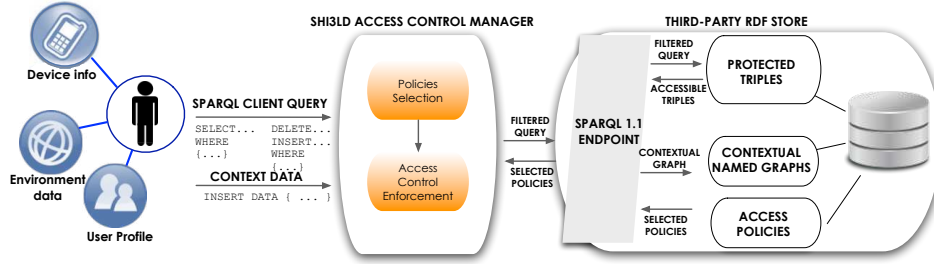 SHI3LD ACCESS CONTROL MANAGER
THIRD-PARTY RDF STORE
Device info
Environment
data
User Profile
SPARQL CLIENT QUERY
SELECT... DELETE...
WHERE INSERT...
{...} WHERE
{...}
CONTEXT DATA
INSERT DATA { ... }
Policies
Selection
Access
Control
Enforcement
FILTERED
QUERY
SELECTED
POLICIES
SPARQL 1.1
ENDPOINT
FILTERED
QUERY
ACCESSIBLE
TRIPLES
CONTEXTUAL
GRAPH
SELECTED
POLICIES
PROTECTED
TRIPLES
CONTEXTUAL
NAMED GRAPHS
ACCESS
POLICIES